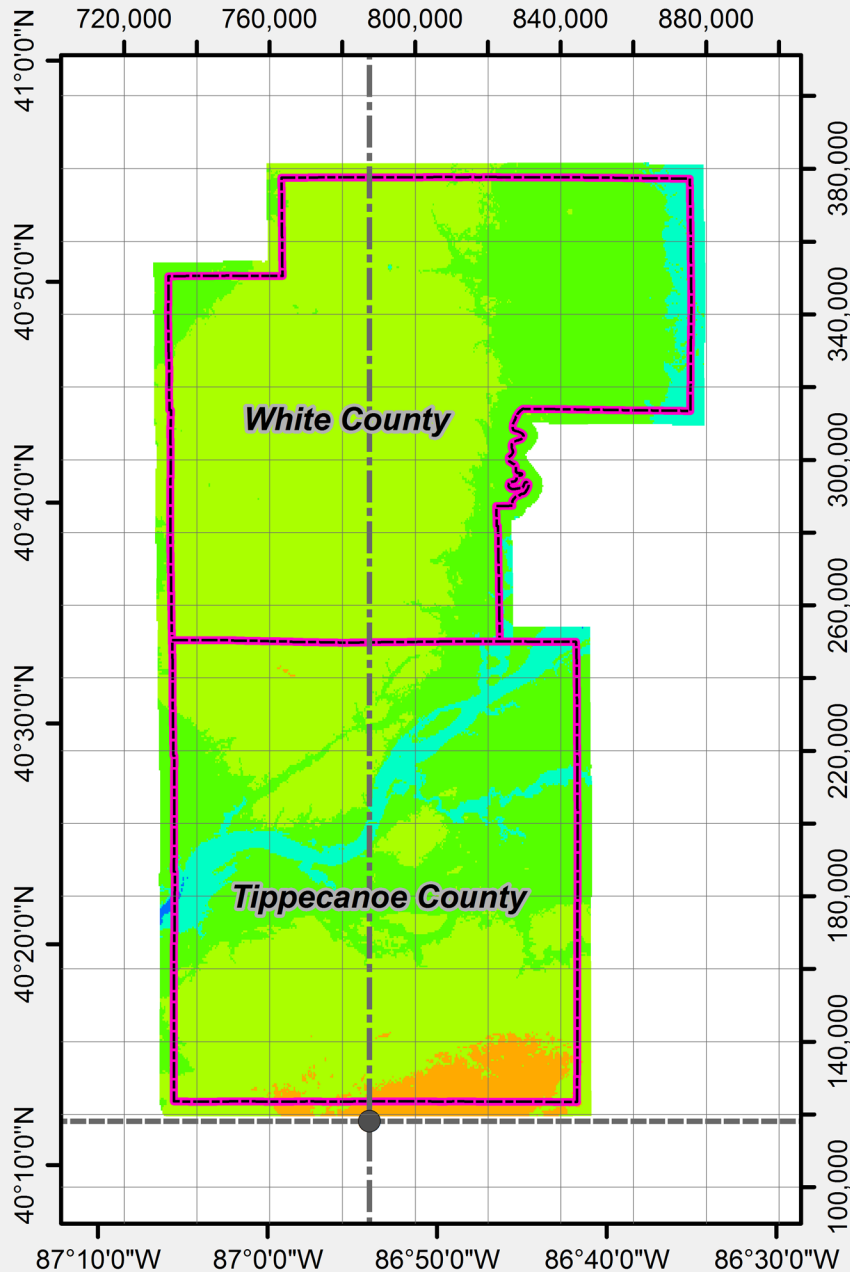 720,000 760,000 800,000 840,000 880,000
41°0'0"N
380,000
40°50'0"N
340,000
White County
300,000
40°40'0"N
260,000
40°30'0"N
220,000
Tippecanoe County
180,000
40°20'0"N
140,000
40°10'0"N
100,000
87°10'0"W 87°0'0"W 86°50'0"W 86°40'0"W 86°30'0"W